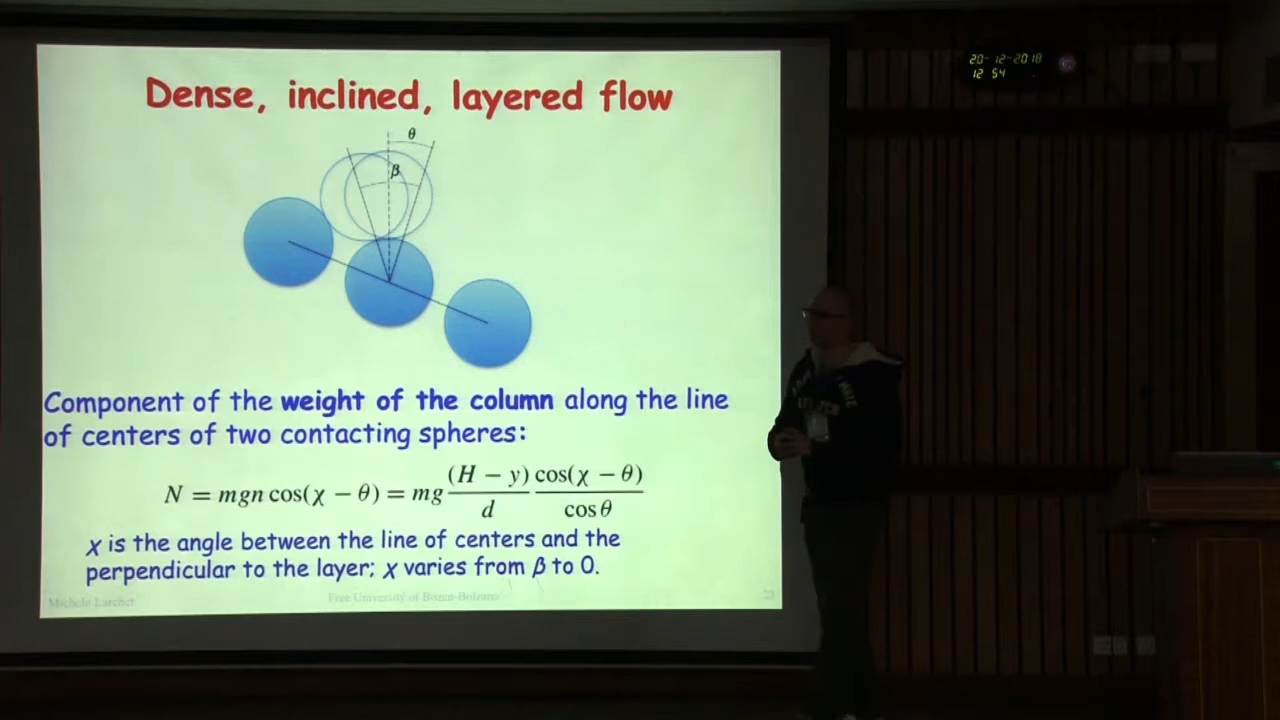 Dense, inclined, layered flow
θ
β
Component of the weight of the column along the line
of centers of two contacting spheres:
N = mgn cos(χ − θ) = mg (H − y)/d cos(χ − θ)/cos θ
χ is the angle between the line of centers and the
perpendicular to the layer; χ varies from β to 0.
Michele Larcher
Free University of Bozen-Bolzano
20-12-2018
12 54